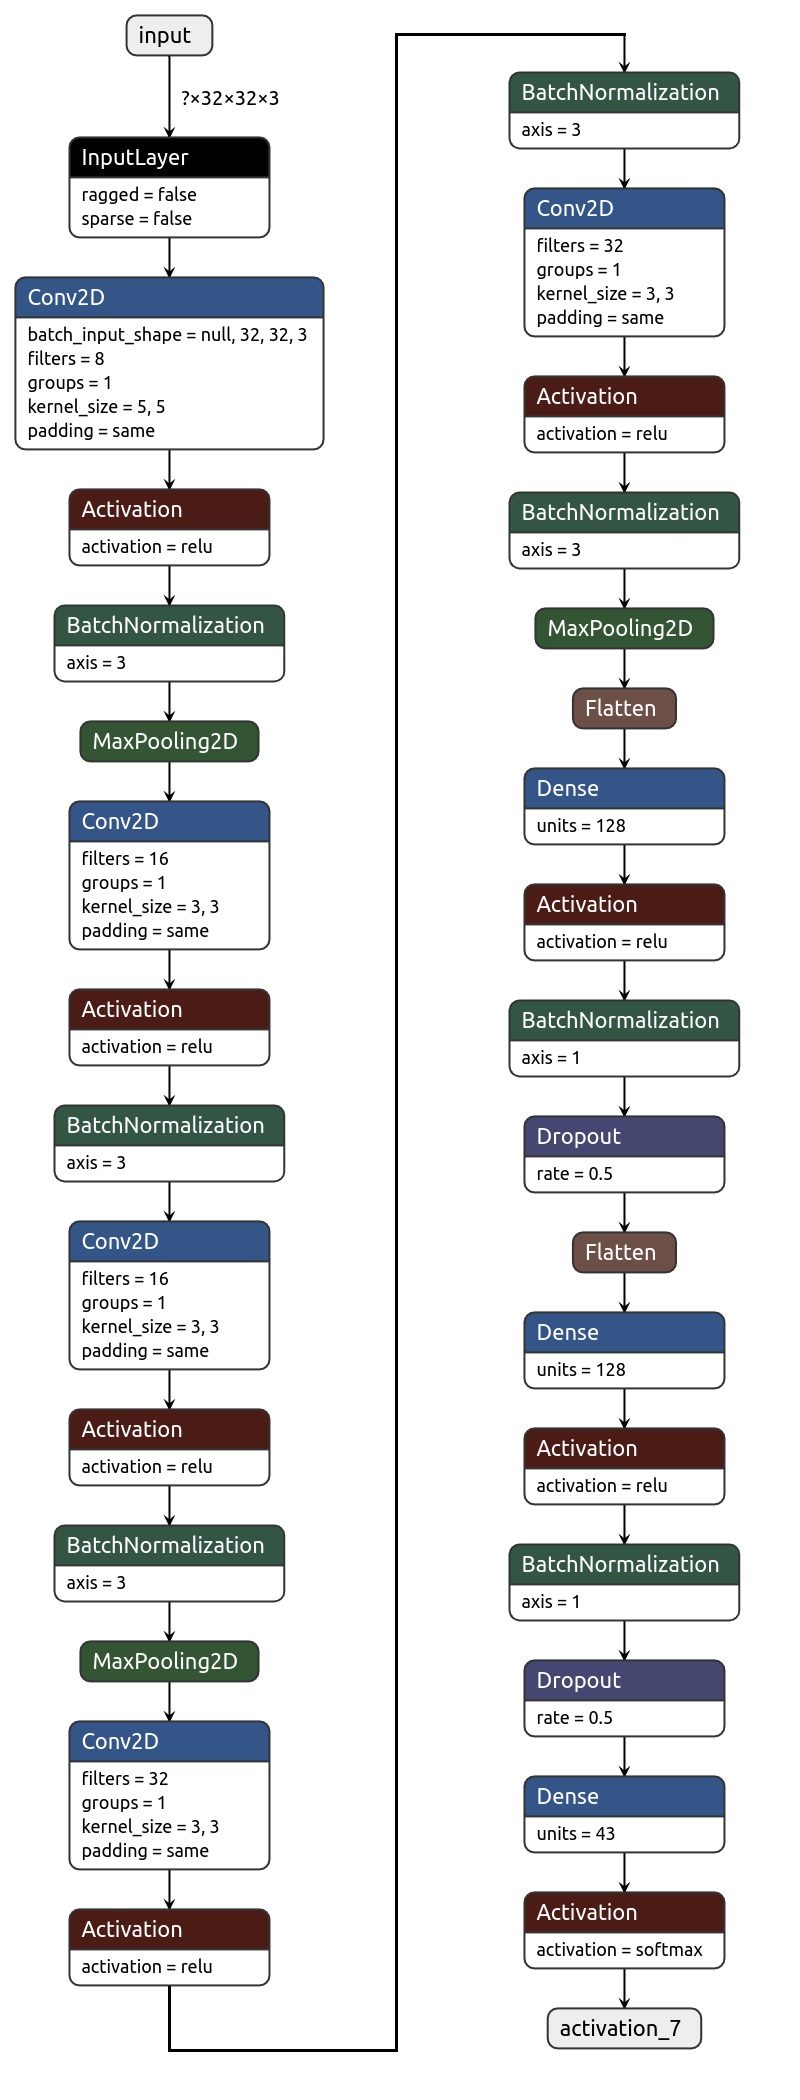 input
?×32×32×3
InputLayer
ragged = false
sparse = false
Conv2D
batch_input_shape = null, 32, 32, 3
filters = 8
groups = 1
kernel_size = 5, 5
padding = same
Activation
activation = relu
BatchNormalization
axis = 3
MaxPooling2D
Conv2D
filters = 16
groups = 1
kernel_size = 3, 3
padding = same
Activation
activation = relu
BatchNormalization
axis = 3
Conv2D
filters = 16
groups = 1
kernel_size = 3, 3
padding = same
Activation
activation = relu
BatchNormalization
axis = 3
MaxPooling2D
Conv2D
filters = 32
groups = 1
kernel_size = 3, 3
padding = same
Activation
activation = relu
BatchNormalization
axis = 3
Conv2D
filters = 32
groups = 1
kernel_size = 3, 3
padding = same
Activation
activation = relu
BatchNormalization
axis = 3
MaxPooling2D
Flatten
Dense
units = 128
Activation
activation = relu
BatchNormalization
axis = 1
Dropout
rate = 0.5
Flatten
Dense
units = 128
Activation
activation = relu
BatchNormalization
axis = 1
Dropout
rate = 0.5
Dense
units = 43
Activation
activation = softmax
activation_7